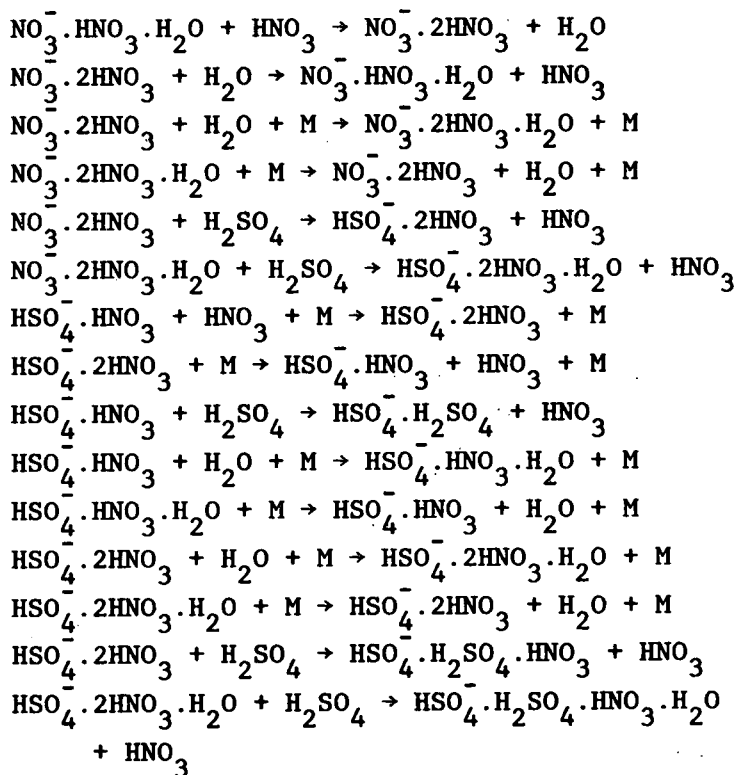 NO₃⁻.HNO₃.H₂O + HNO₃ → NO₃⁻.2HNO₃ + H₂O
NO₃⁻.2HNO₃ + H₂O → NO₃⁻.HNO₃.H₂O + HNO₃
NO₃⁻.2HNO₃ + H₂O + M → NO₃⁻.2HNO₃.H₂O + M
NO₃⁻.2HNO₃.H₂O + M → NO₃⁻.2HNO₃ + H₂O + M
NO₃⁻.2HNO₃ + H₂SO₄ → HSO₄⁻.2HNO₃ + HNO₃
NO₃⁻.2HNO₃.H₂O + H₂SO₄ → HSO₄⁻.2HNO₃.H₂O + HNO₃
HSO₄⁻.HNO₃ + HNO₃ + M → HSO₄⁻.2HNO₃ + M
HSO₄⁻.2HNO₃ + M → HSO₄⁻.HNO₃ + HNO₃ + M
HSO₄⁻.HNO₃ + H₂SO₄ → HSO₄⁻.H₂SO₄ + HNO₃
HSO₄⁻.HNO₃ + H₂O + M → HSO₄⁻.HNO₃.H₂O + M
HSO₄⁻.HNO₃.H₂O + M → HSO₄⁻.HNO₃ + H₂O + M
HSO₄⁻.2HNO₃ + H₂O + M → HSO₄⁻.2HNO₃.H₂O + M
HSO₄⁻.2HNO₃.H₂O + M → HSO₄⁻.2HNO₃ + H₂O + M
HSO₄⁻.2HNO₃ + H₂SO₄ → HSO₄⁻.H₂SO₄.HNO₃ + HNO₃
HSO₄⁻.2HNO₃.H₂O + H₂SO₄ → HSO₄⁻.H₂SO₄.HNO₃.H₂O
+ HNO₃